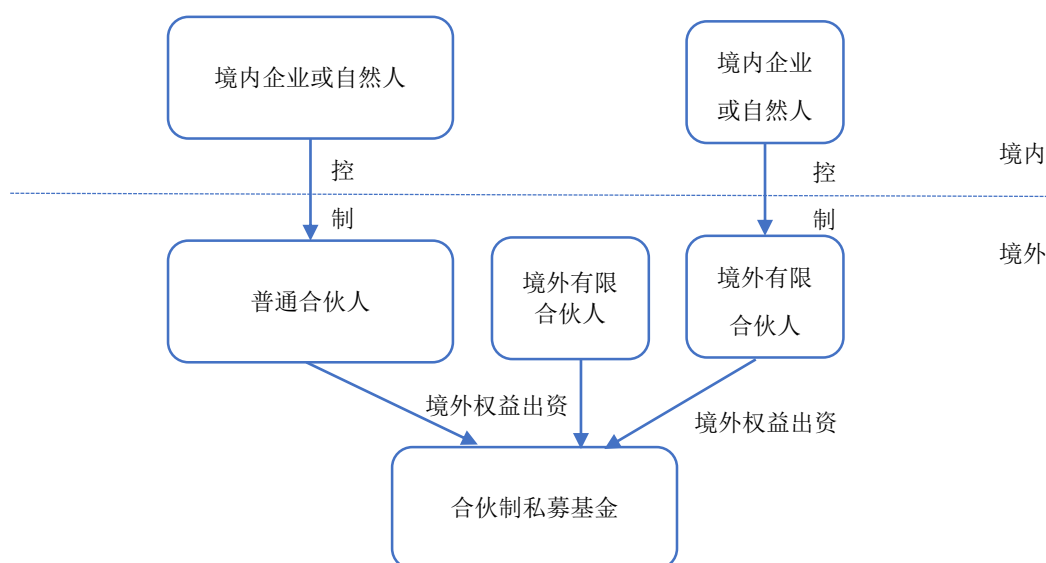 境内企业或自然人
境内企业
或自然人
境内
控
控
制
制
境外
普通合伙人
境外有限
合伙人
境外有限
合伙人
境外权益出资
境外权益出资
合伙制私募基金